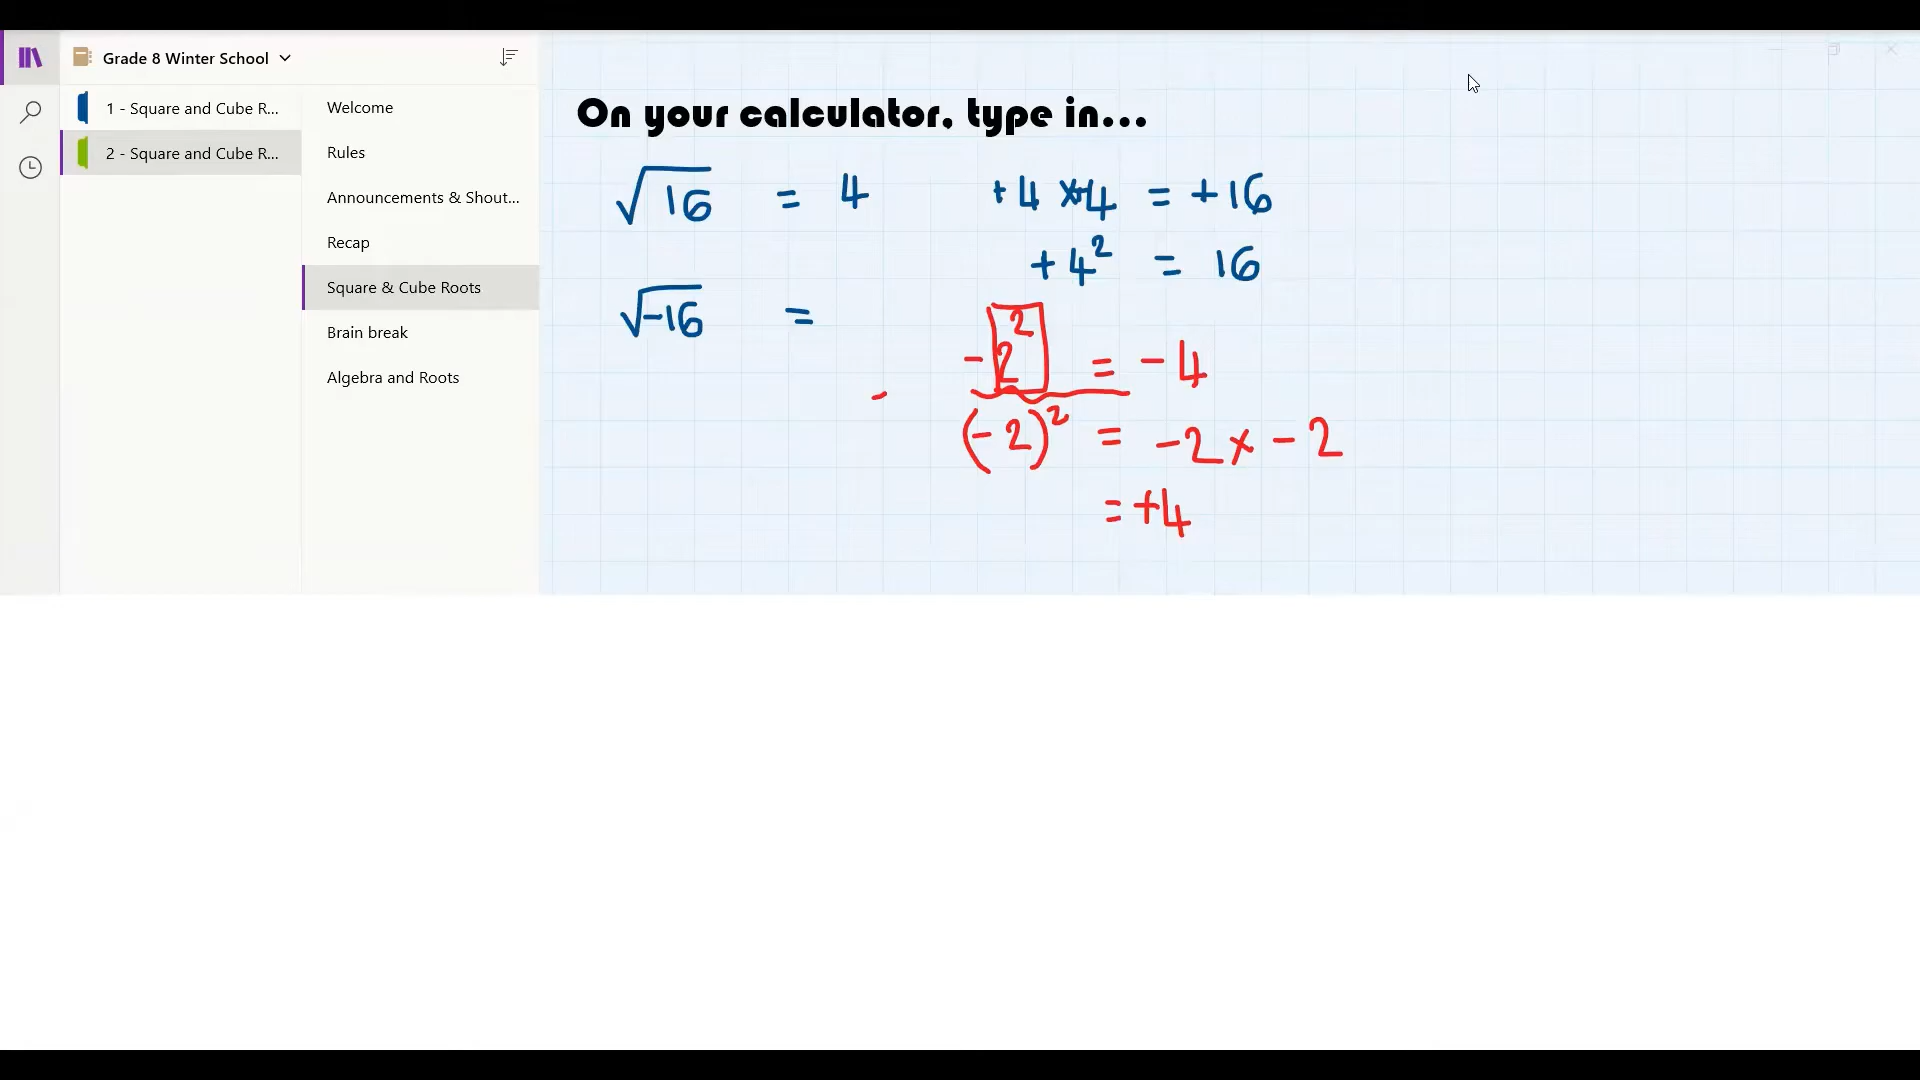 Grade 8 Winter School
1 - Square and Cube R...
2 - Square and Cube R...
Welcome
Rules
Announcements & Shout...
Recap
Square & Cube Roots
Brain break
Algebra and Roots
On your calculator, type in...
√16 = 4
+4 x+4 = +16
+4² = 16
√-16 =
-2² = -4
(-2)² = -2 x -2
= +4